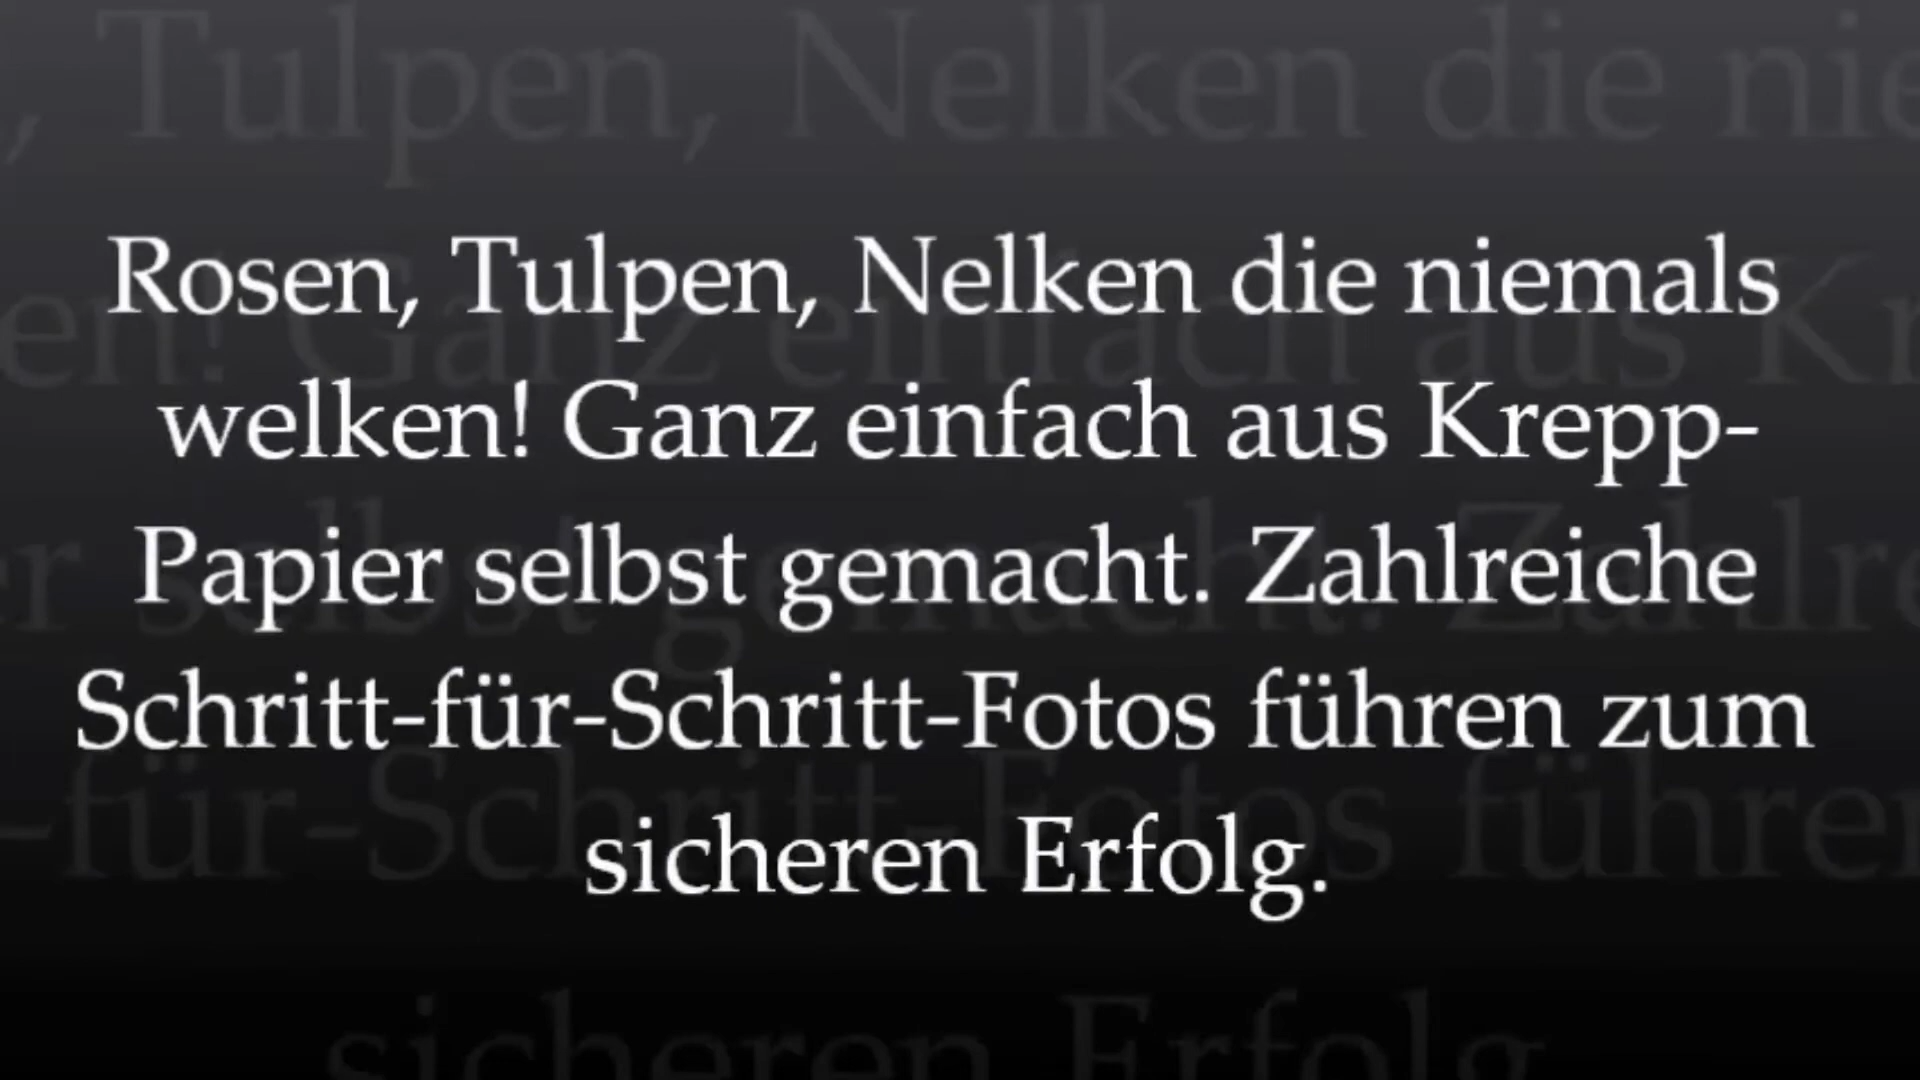 Rosen, Tulpen, Nelken die niemals
welken! Ganz einfach aus Krepp-
Papier selbst gemacht. Zahlreiche
Schritt-für-Schritt-Fotos führen zum
sicheren Erfolg.